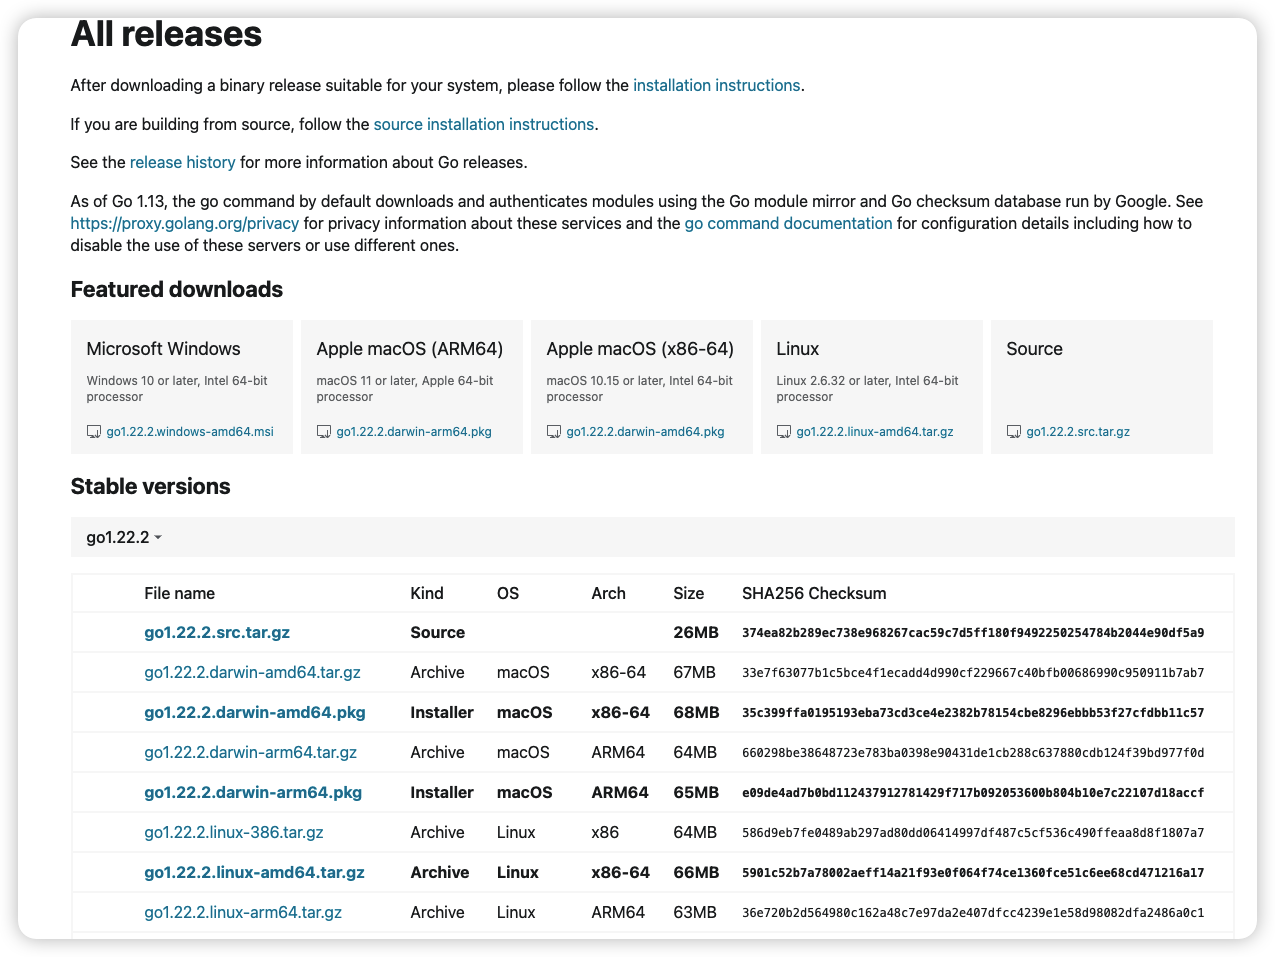 All releases
After downloading a binary release suitable for your system, please follow the installation instructions.
If you are building from source, follow the source installation instructions.
See the release history for more information about Go releases.
As of Go 1.13, the go command by default downloads and authenticates modules using the Go module mirror and Go checksum database run by Google. See
https://proxy.golang.org/privacy for privacy information about these services and the go command documentation for configuration details including how to
disable the use of these servers or use different ones.
Featured downloads
Microsoft Windows
Windows 10 or later, Intel 64-bit
processor
go1.22.2.windows-amd64.msi
Apple macOS (ARM64)
macOS 11 or later, Apple 64-bit
processor
go1.22.2.darwin-arm64.pkg
Apple macOS (x86-64)
macOS 10.15 or later, Intel 64-bit
processor
go1.22.2.darwin-amd64.pkg
Linux
Linux 2.6.32 or later, Intel 64-bit
processor
go1.22.2.linux-amd64.tar.gz
Source
go1.22.2.src.tar.gz
Stable versions
go1.22.2
File name Kind OS Arch Size SHA256 Checksum
go1.22.2.src.tar.gz Source 26MB 374ea82b289ec738e968267cac59c7d5ff180f9492250254784b2044e90df5a9
go1.22.2.darwin-amd64.tar.gz Archive macOS x86-64 67MB 33e7f63077b1c5bce4f1ecadd4d990cf229667c40bfb00686990c950911b7ab7
go1.22.2.darwin-amd64.pkg Installer macOS x86-64 68MB 35c399ffa0195193eba73cd3ce4e2382b78154cbe8296ebbb53f27cfdbb11c57
go1.22.2.darwin-arm64.tar.gz Archive macOS ARM64 64MB 660298be38648723e783ba0398e90431de1cb288c637880cdb124f39bd977f0d
go1.22.2.darwin-arm64.pkg Installer macOS ARM64 65MB e09de4ad7b0bd112437912781429f717b092053600b804b10e7c22107d18accf
go1.22.2.linux-386.tar.gz Archive Linux x86 64MB 586d9eb7fe0489ab297ad80dd06414997df487c5cf536c490ffeaa8d8f1807a7
go1.22.2.linux-amd64.tar.gz Archive Linux x86-64 66MB 5901c52b7a78002aeff14a21f93e0f064f74ce1360fce51c6ee68cd471216a17
go1.22.2.linux-arm64.tar.gz Archive Linux ARM64 63MB 36e720b2d564980c162a48c7e97da2e407dfcc4239e1e58d98082dfa2486a0c1